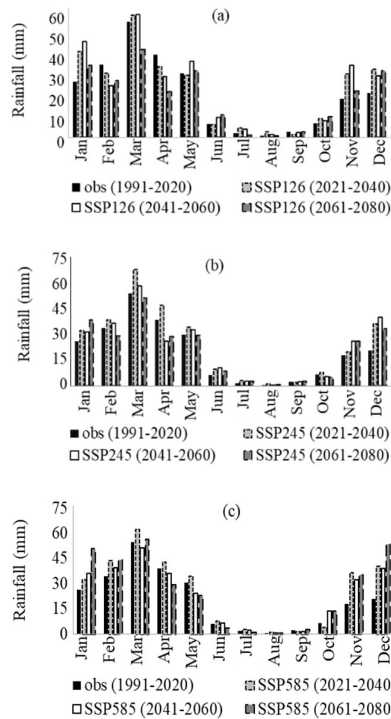 (a)
Rainfall (mm)
60
50
40
30
20
10
0
Jan Feb Mar Apr May Jun Jul Aug Sep Oct Nov Dec
obs (1991-2020) SSP126 (2021-2040)
SSP126 (2041-2060) SSP126 (2061-2080)
(b)
Rainfall (mm)
75
60
45
30
15
0
Jan Feb Mar Apr May Jun Jul Aug Sep Oct Nov Dec
obs (1991-2020) SSP245 (2021-2040)
SSP245 (2041-2060) SSP245 (2061-2080)
(c)
Rainfall (mm)
75
60
45
30
15
0
Jan Feb Mar Apr May Jun Jul Aug Sep Oct Nov Dec
obs (1991-2020) SSP585 (2021-2040)
SSP585 (2041-2060) SSP585 (2061-2080)